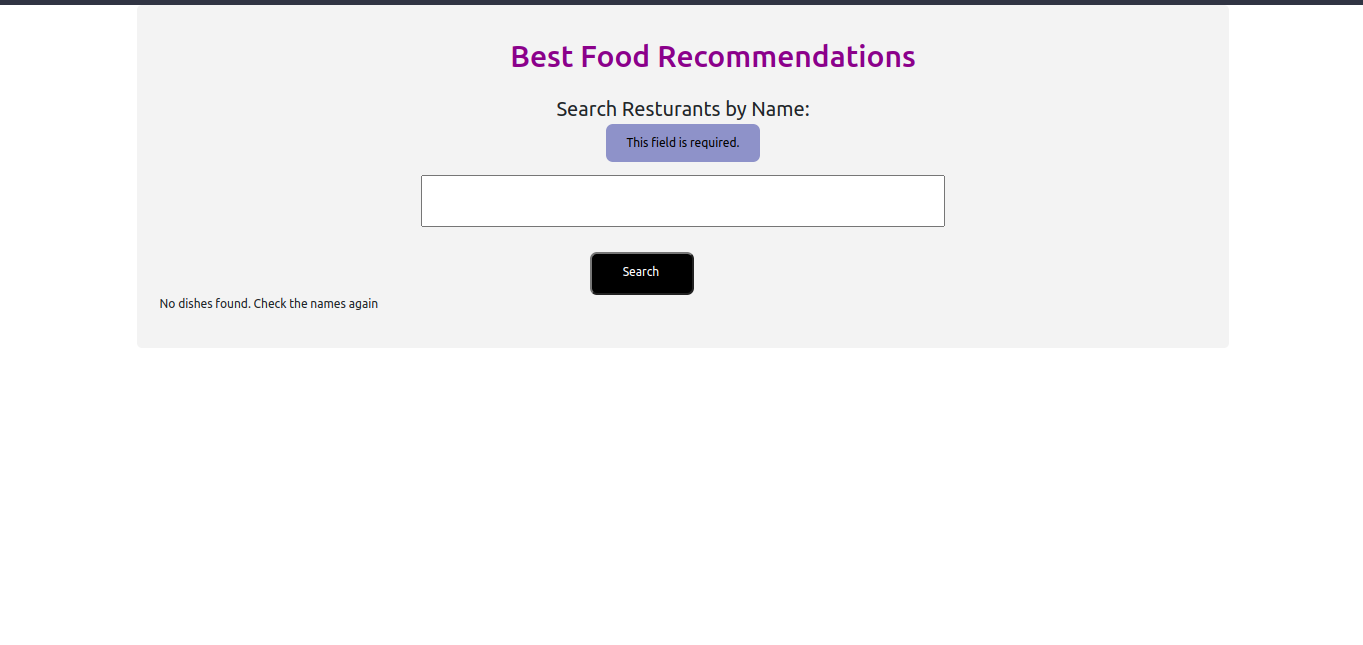 Best Food Recommendations
Search Resturants by Name:
This field is required.
Search
No dishes found. Check the names again